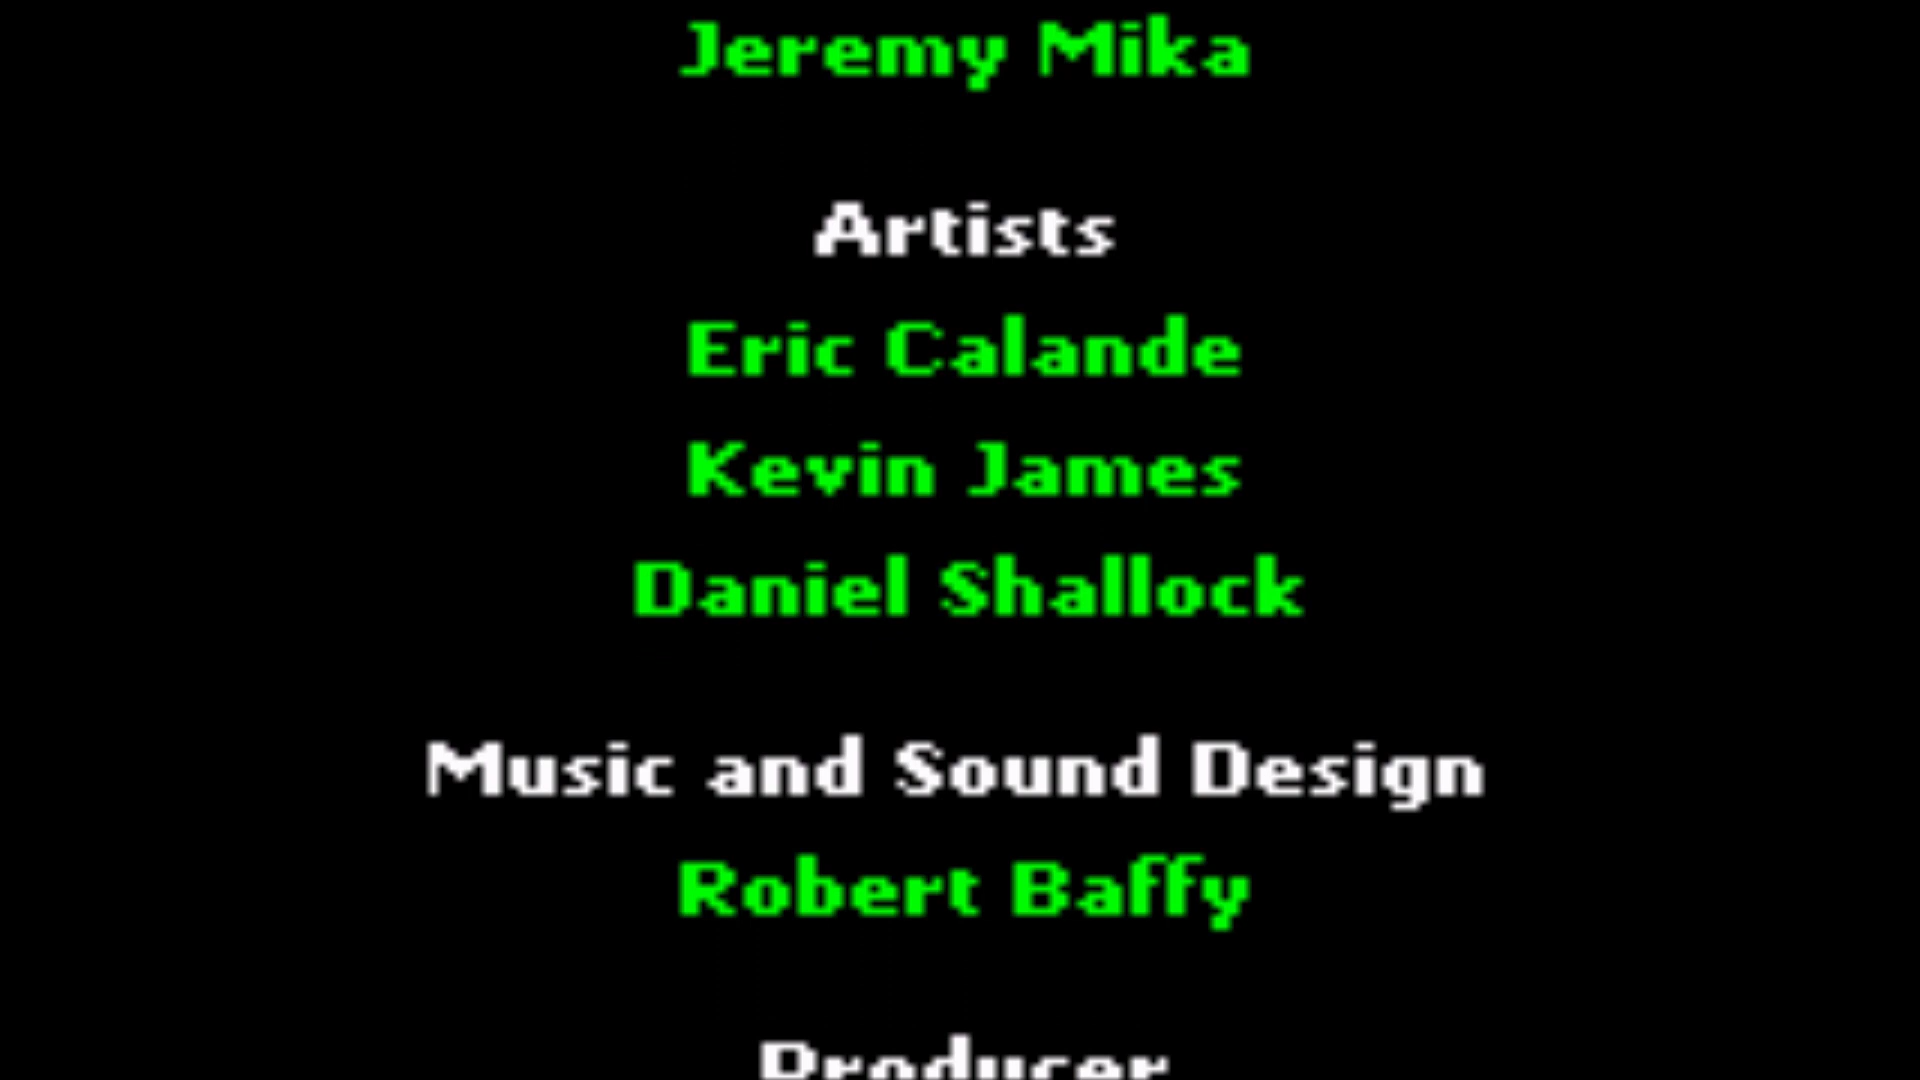 Jeremy Mika
Artists
Eric Calande
Kevin James
Daniel Shallock
Music and Sound Design
Robert Baffy
Producer